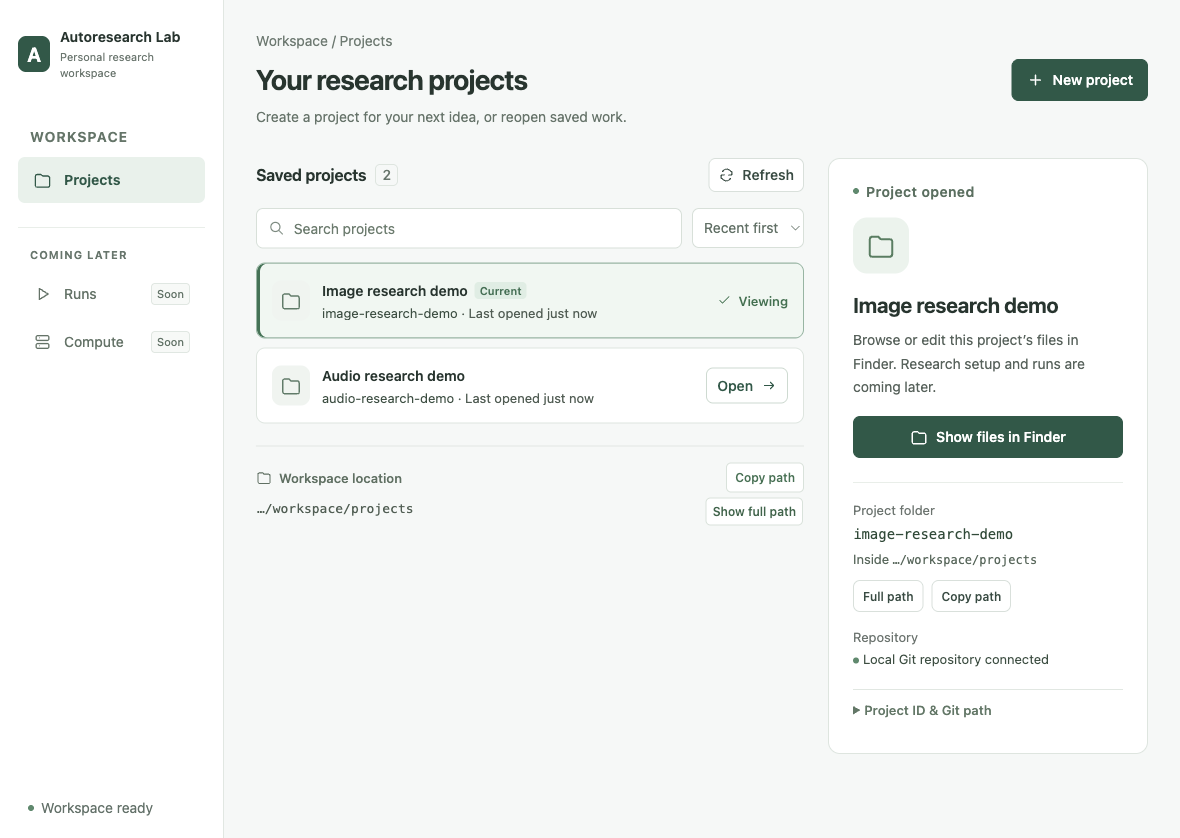 A
Autoresearch Lab
Personal research
workspace
WORKSPACE
Projects
COMING LATER
Runs
Soon
Compute
Soon
Workspace ready
Workspace / Projects
Your research projects
Create a project for your next idea, or reopen saved work.
New project
Saved projects 2
Refresh
Search projects
Recent first
Image research demo Current
image-research-demo · Last opened just now
Viewing
Audio research demo
audio-research-demo · Last opened just now
Open
Workspace location
Copy path
…/workspace/projects
Show full path
Project opened
Image research demo
Browse or edit this project’s files in
Finder. Research setup and runs are
coming later.
Show files in Finder
Project folder
image-research-demo
Inside …/workspace/projects
Full path
Copy path
Repository
Local Git repository connected
Project ID & Git path